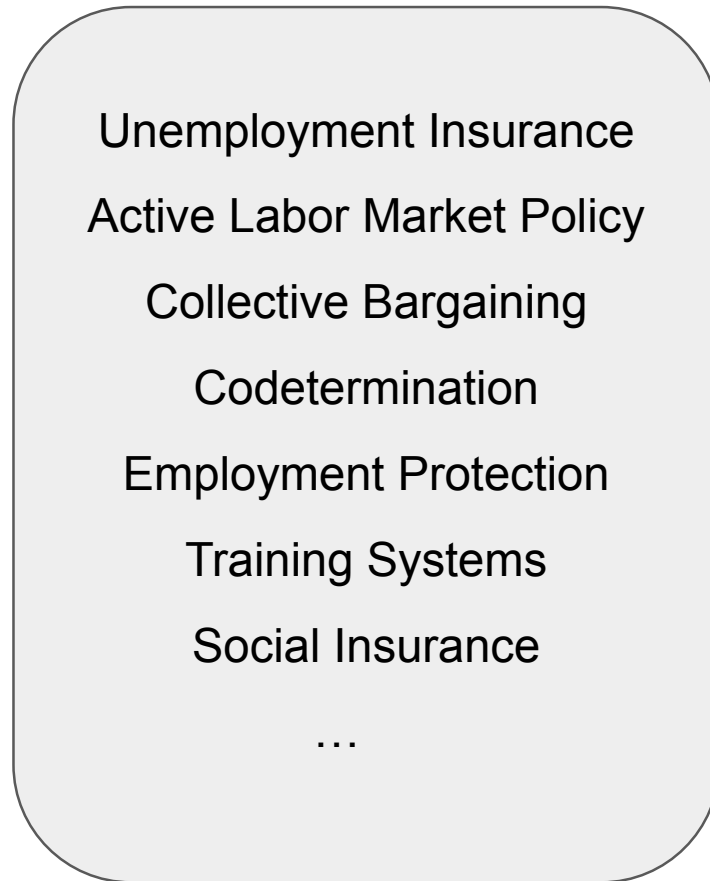 Unemployment Insurance
Active Labor Market Policy
Collective Bargaining
Codetermination
Employment Protection
Training Systems
Social Insurance
…